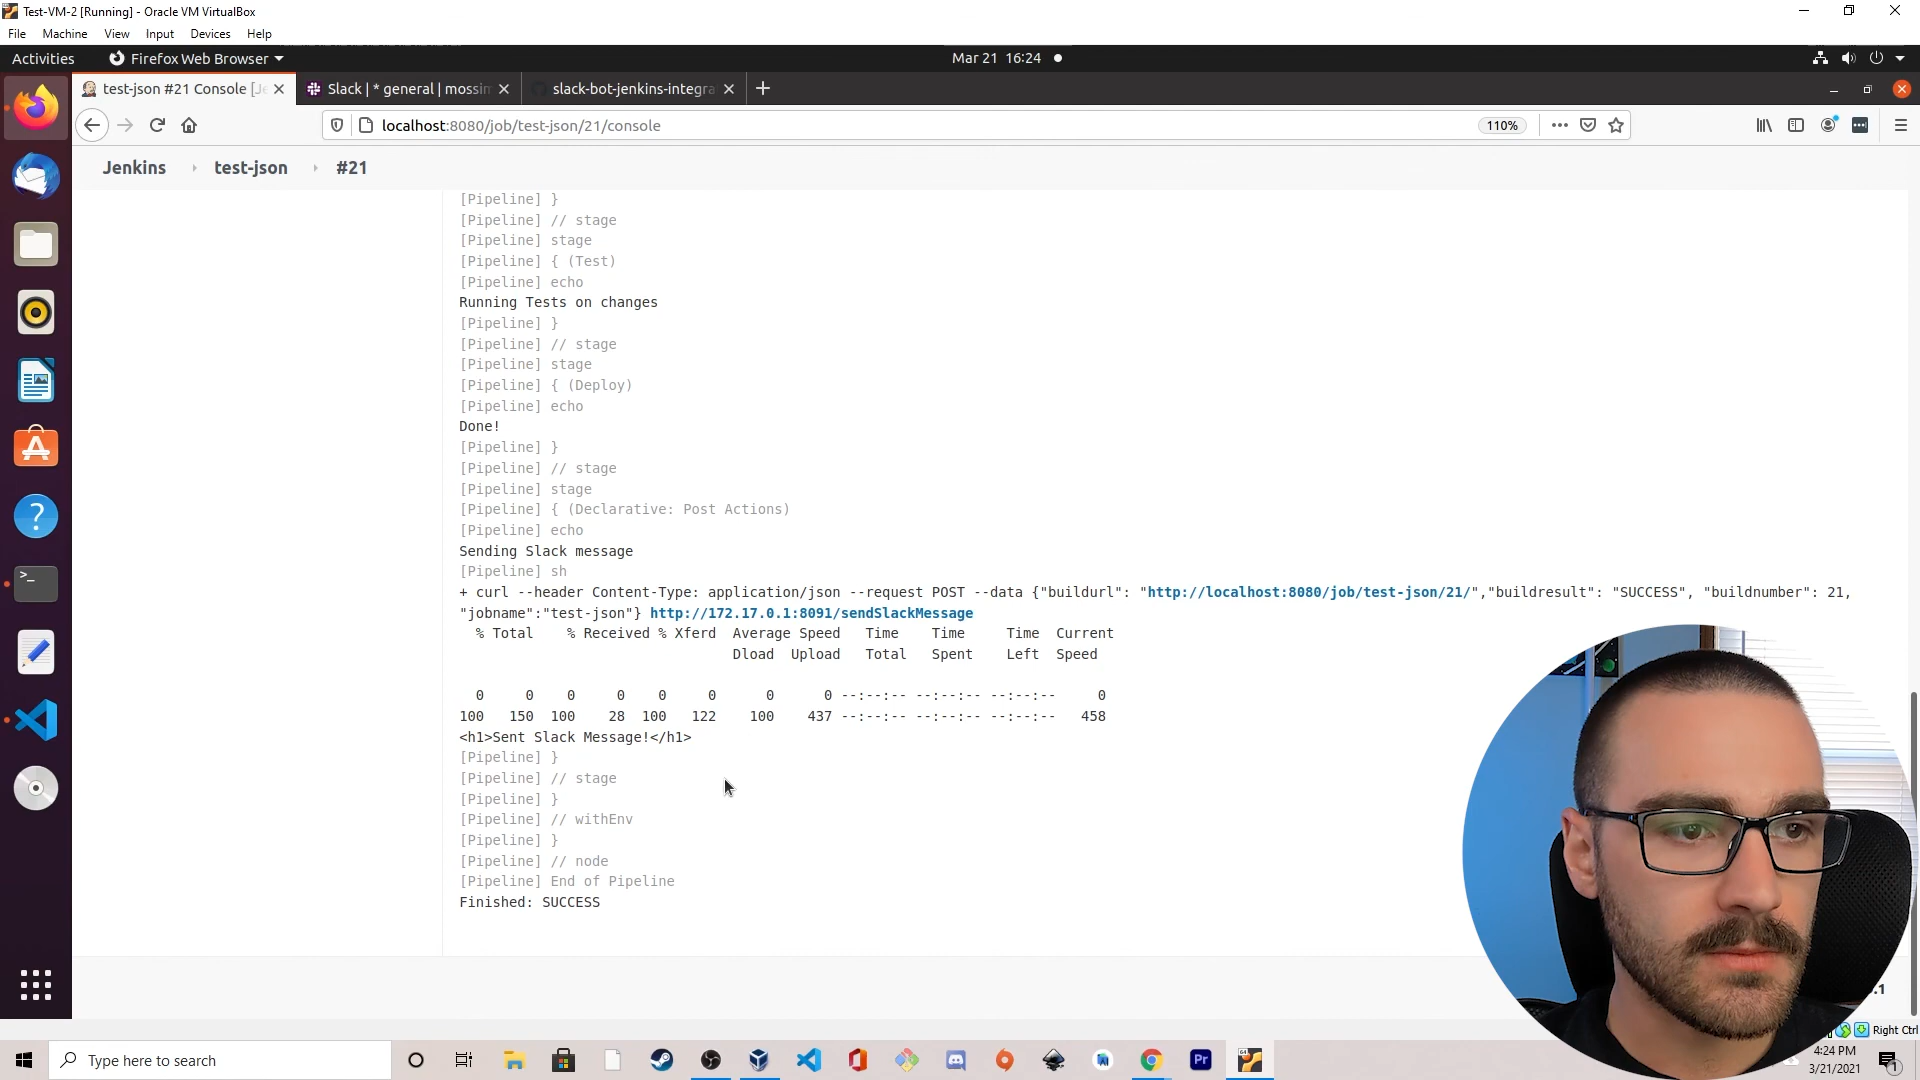 Test-VM-2 [Running] - Oracle VM VirtualBox
File Machine View Input Devices Help
Activities Firefox Web Browser Mar 21 16:24
test-json #21 Console [Je Slack | * general | mossim slack-bot-jenkins-integra
localhost:8080/job/test-json/21/console 110%
Jenkins test-json #21
[Pipeline] }
[Pipeline] // stage
[Pipeline] stage
[Pipeline] { (Test)
[Pipeline] echo
Running Tests on changes
[Pipeline] }
[Pipeline] // stage
[Pipeline] stage
[Pipeline] { (Deploy)
[Pipeline] echo
Done!
[Pipeline] }
[Pipeline] // stage
[Pipeline] stage
[Pipeline] { (Declarative: Post Actions)
[Pipeline] echo
Sending Slack message
[Pipeline] sh
+ curl --header Content-Type: application/json --request POST --data {"buildurl": "http://localhost:8080/job/test-json/21/","buildresult": "SUCCESS", "buildnumber": 21,
"jobname":"test-json"} http://172.17.0.1:8091/sendSlackMessage
% Total % Received % Xferd Average Speed Time Time Time Current
Dload Upload Total Spent Left Speed
0 0 0 0 0 0 0 0 --:--:-- --:--:-- --:--:-- 0
100 150 100 28 100 122 100 437 --:--:-- --:--:-- --:--:-- 458
<h1>Sent Slack Message!</h1>
[Pipeline] }
[Pipeline] // stage
[Pipeline] }
[Pipeline] // withEnv
[Pipeline] }
[Pipeline] // node
[Pipeline] End of Pipeline
Finished: SUCCESS
.1
Right Ctrl
Type here to search
4:24 PM
3/21/2021